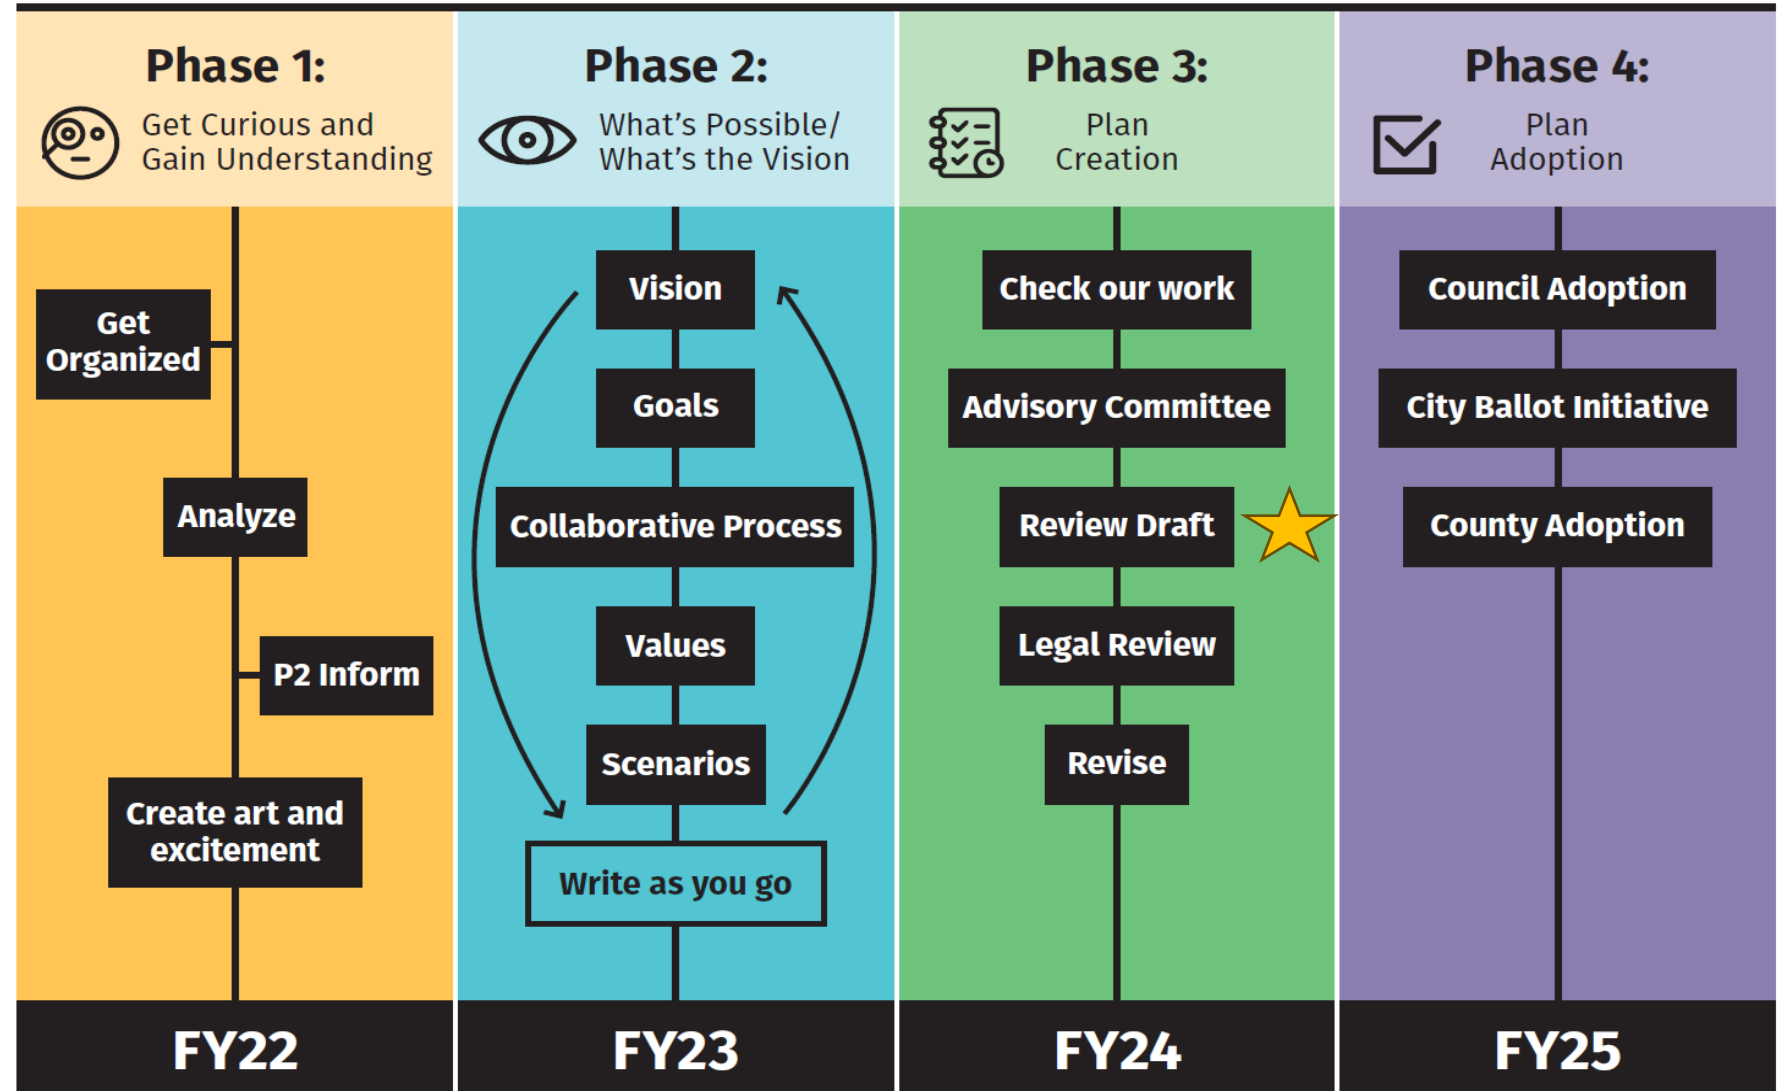 Phase 1:
Get Curious and
Gain Understanding
Get
Organized
Analyze
P2 Inform
Create art and
excitement
FY22
Phase 2:
What's Possible/
What's the Vision
Vision
Goals
Collaborative Process
Values
Scenarios
Write as you go
FY23
Phase 3:
Plan
Creation
Check our work
Advisory Committee
Review Draft
Legal Review
Revise
FY24
Phase 4:
Plan
Adoption
Council Adoption
City Ballot Initiative
County Adoption
FY25